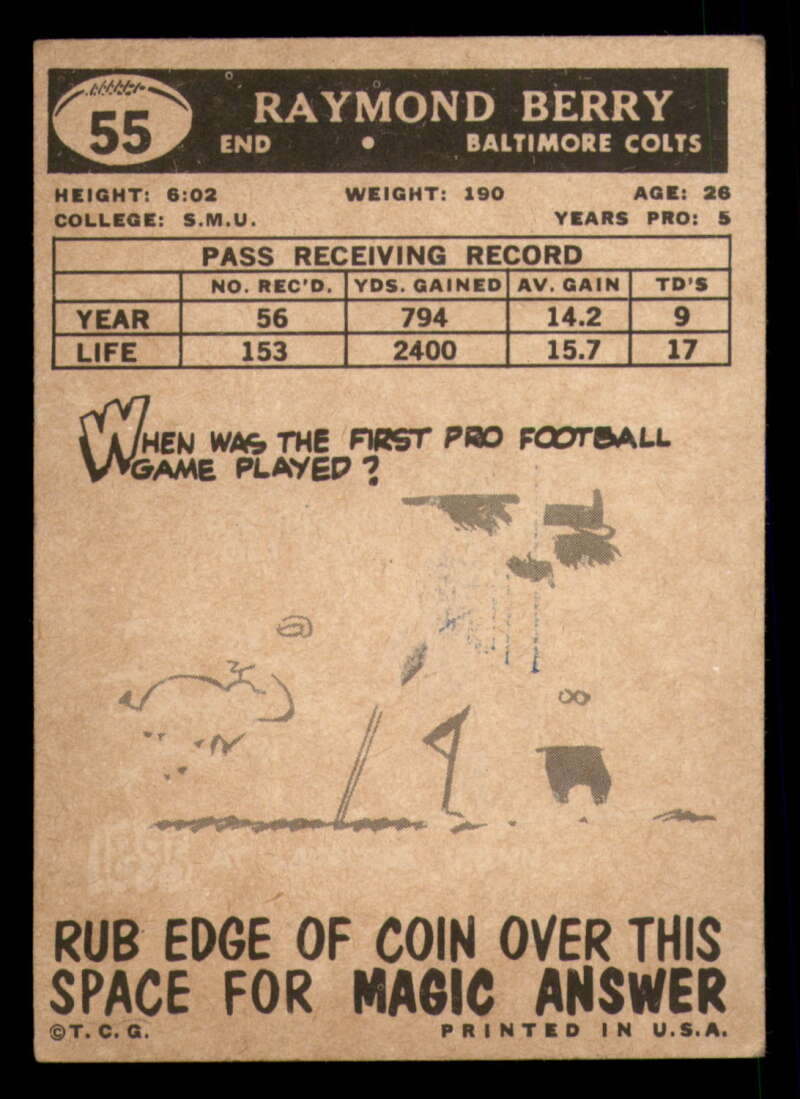 55
RAYMOND BERRY
END • BALTIMORE COLTS
HEIGHT: 6:02 WEIGHT: 190 AGE: 26
COLLEGE: S.M.U. YEARS PRO: 5
PASS RECEIVING RECORD
NO. REC'D. YDS. GAINED AV. GAIN TD'S
YEAR 56 794 14.2 9
LIFE 153 2400 15.7 17
WHEN WAS THE FIRST PRO FOOTBALL
GAME PLAYED?
RUB EDGE OF COIN OVER THIS
SPACE FOR MAGIC ANSWER
©T. C. G. PRINTED IN U.S.A.